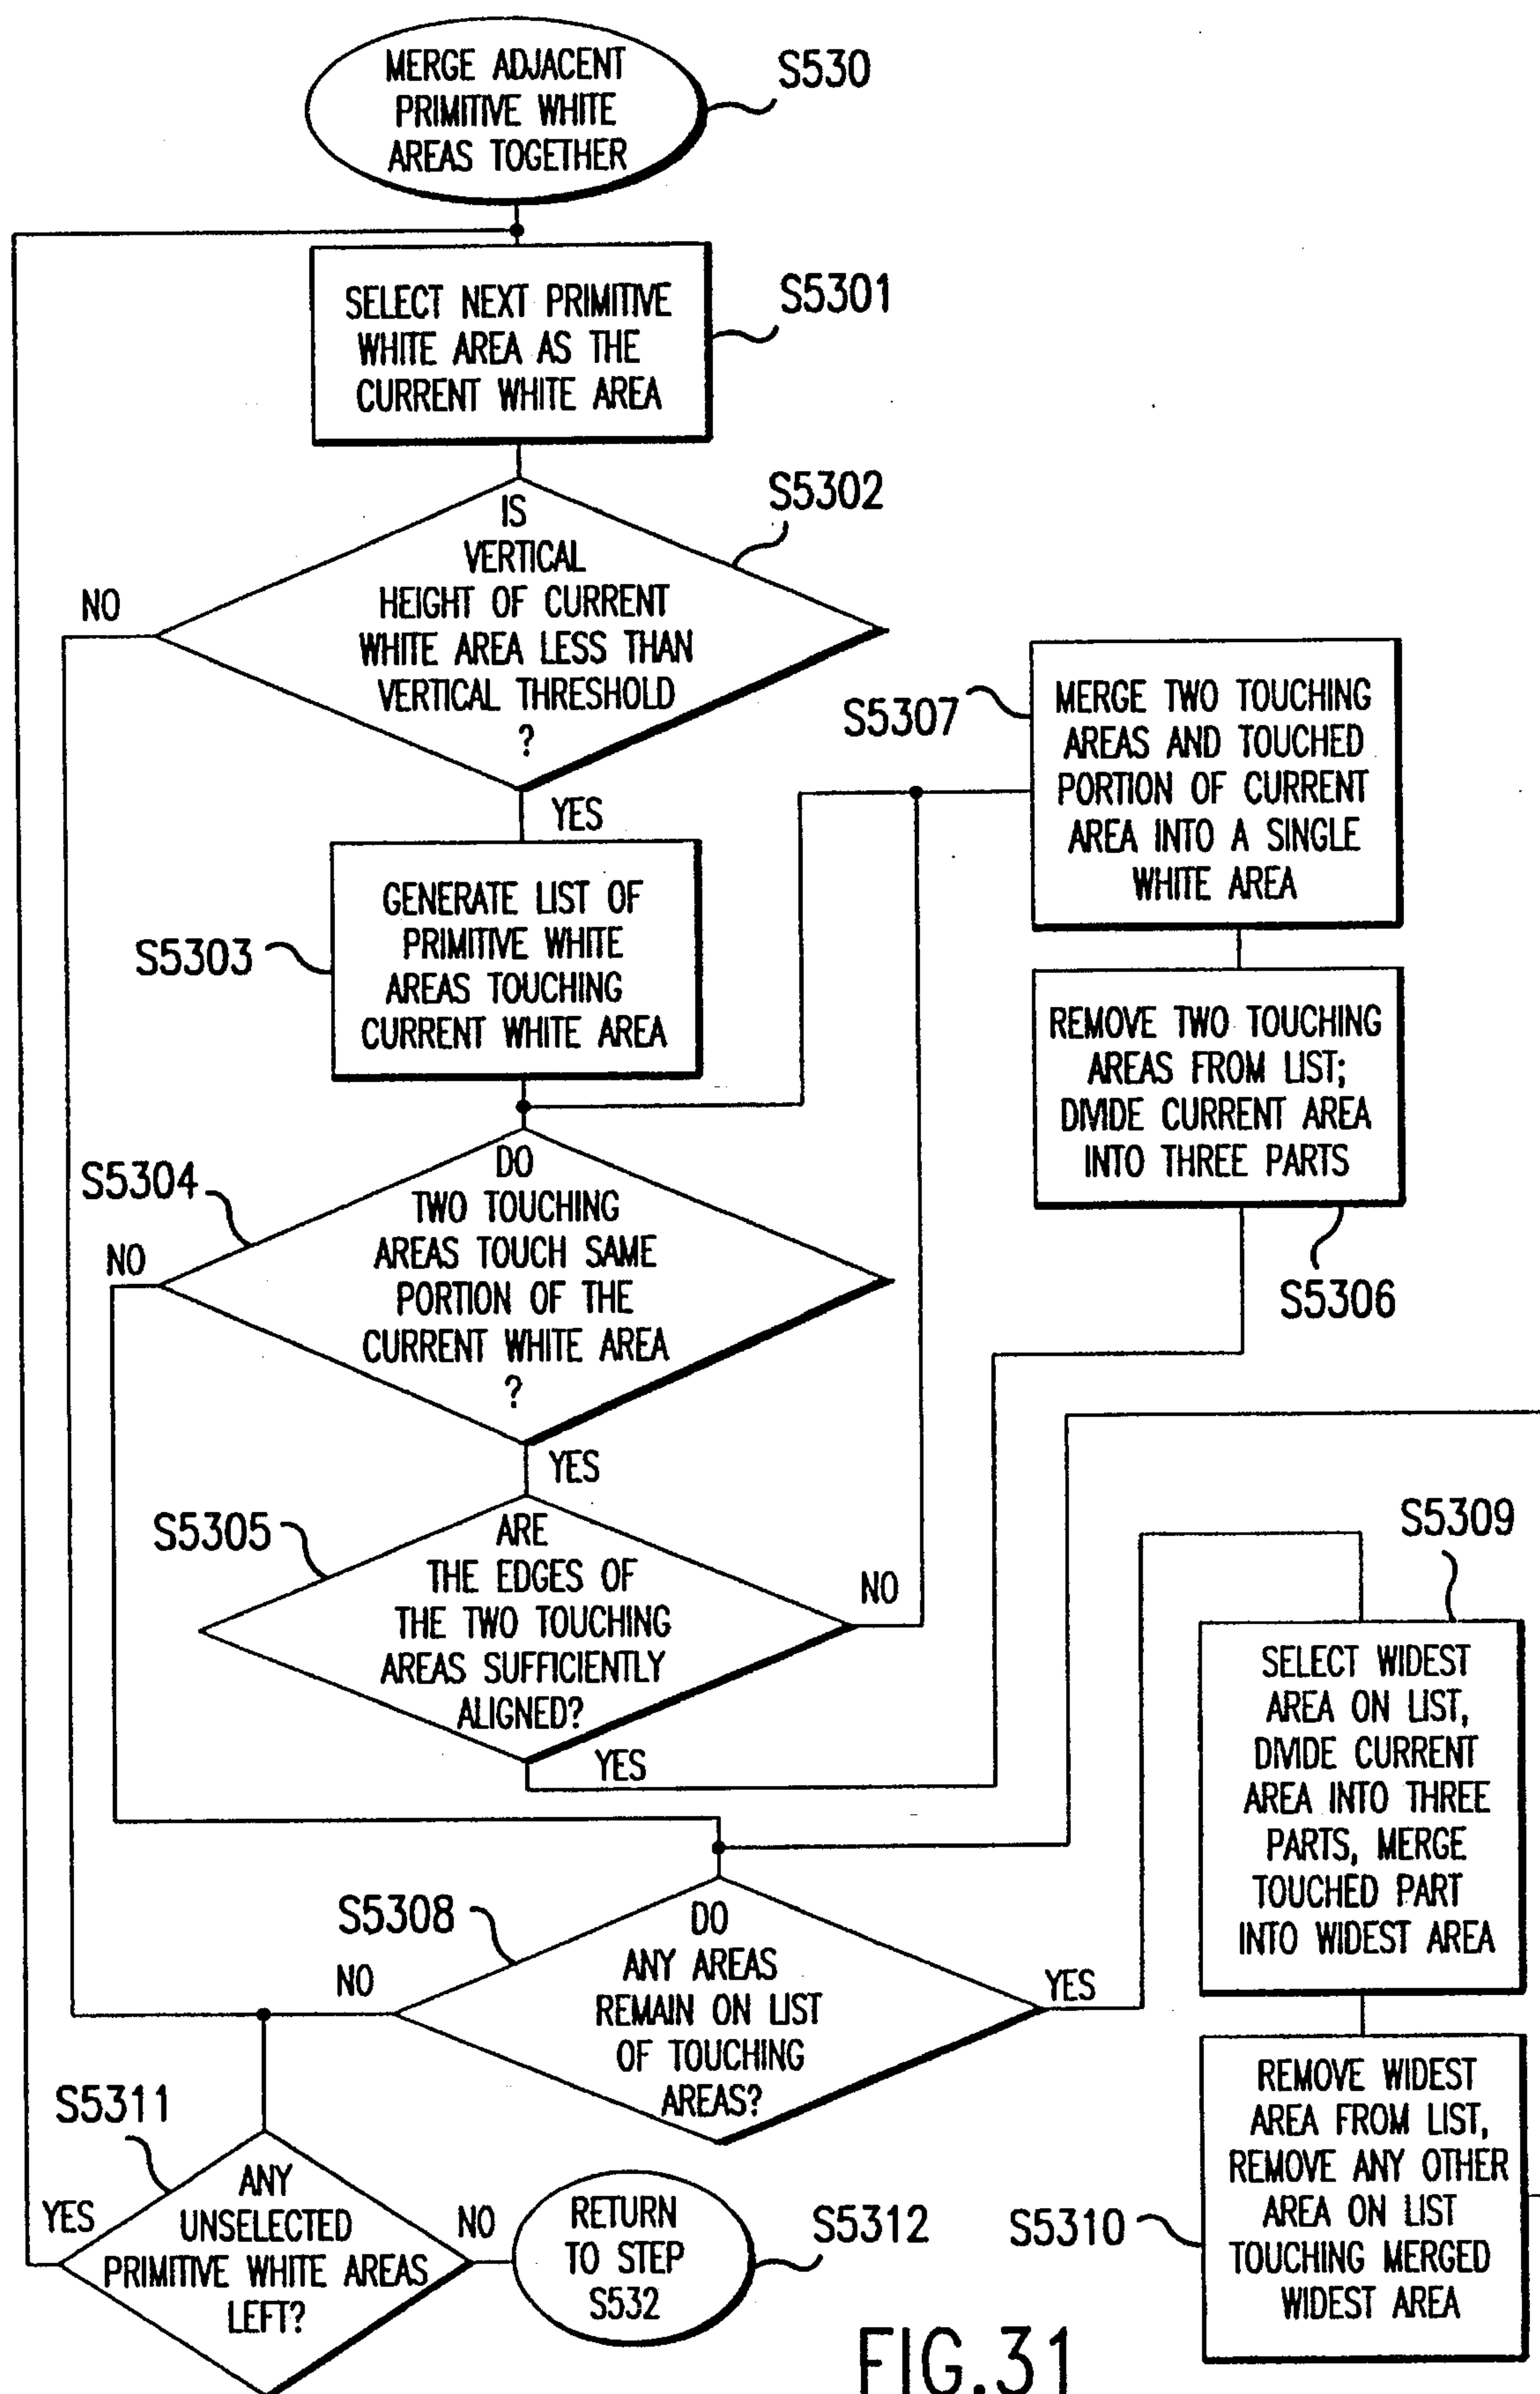 MERGE ADJACENT
PRIMITIVE WHITE
AREAS TOGETHER
S530
SELECT NEXT PRIMITIVE
WHITE AREA AS THE
CURRENT WHITE AREA
S5301
IS
VERTICAL
HEIGHT OF CURRENT
WHITE AREA LESS THAN
VERTICAL THRESHOLD
?
S5302
NO
YES
GENERATE LIST OF
PRIMITIVE WHITE
AREAS TOUCHING
CURRENT WHITE AREA
S5303
S5307
MERGE TWO TOUCHING
AREAS AND TOUCHED
PORTION OF CURRENT
AREA INTO A SINGLE
WHITE AREA
REMOVE TWO TOUCHING
AREAS FROM LIST;
DIVIDE CURRENT AREA
INTO THREE PARTS
S5306
S5304
NO
DO
TWO TOUCHING
AREAS TOUCH SAME
PORTION OF THE
CURRENT WHITE AREA
?
YES
S5305
ARE
THE EDGES OF
THE TWO TOUCHING
AREAS SUFFICIENTLY
ALIGNED?
NO
YES
S5308
DO
ANY AREAS
REMAIN ON LIST
OF TOUCHING
AREAS?
NO
YES
S5309
SELECT WIDEST
AREA ON LIST,
DIVIDE CURRENT
AREA INTO THREE
PARTS, MERGE
TOUCHED PART
INTO WIDEST AREA
REMOVE WIDEST
AREA FROM LIST,
REMOVE ANY OTHER
AREA ON LIST
TOUCHING MERGED
WIDEST AREA
S5310
S5311
ANY
UNSELECTED
PRIMITIVE WHITE AREAS
LEFT?
YES
NO
RETURN
TO STEP
S532
S5312
FIG.31